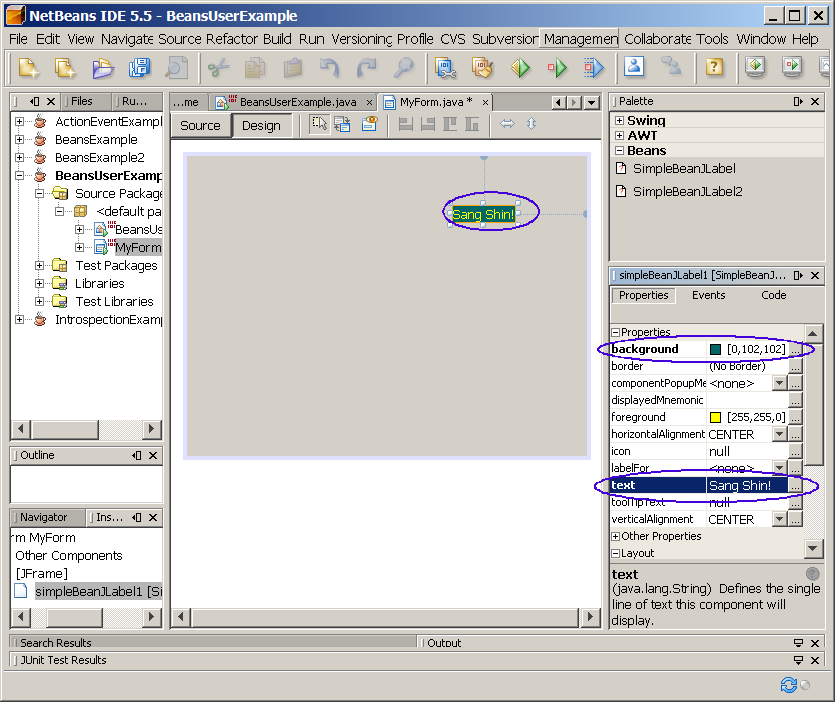 NetBeans IDE 5.5 - BeansUserExample
File Edit View Navigate Source Refactor Build Run Versioning Profile CVS Subversion Managemen Collaborate Tools Window Help
Files Ru...
...me BeansUserExample.java MyForm.java *
Source Design
ActionEventExampl
BeansExample
BeansExample2
BeansUserExamp
Source Package
<default pa
BeansUs
MyForm
Test Packages
Libraries
Test Libraries
IntrospectionExam
Outline
Navigator Ins...
rm MyForm
Other Components
[JFrame]
simpleBeanJLabel1 [Si
Sang Shin!
Palette
Swing
AWT
Beans
SimpleBeanJLabel
SimpleBeanJLabel2
simpleBeanJLabel1 [SimpleBeanJ...
Properties Events Code
Properties
background [0,102,102] ...
border (No Border) ...
componentPopupMe <none> ...
displayedMnemonic ...
foreground [255,255,0] ...
horizontalAlignment CENTER ...
icon null ...
labelFor <none> ...
text Sang Shin! ...
toolTipText null ...
verticalAlignment CENTER ...
Other Properties
Layout
text
(java.lang.String) Defines the single
line of text this component will
display.
Search Results Output
JUnit Test Results